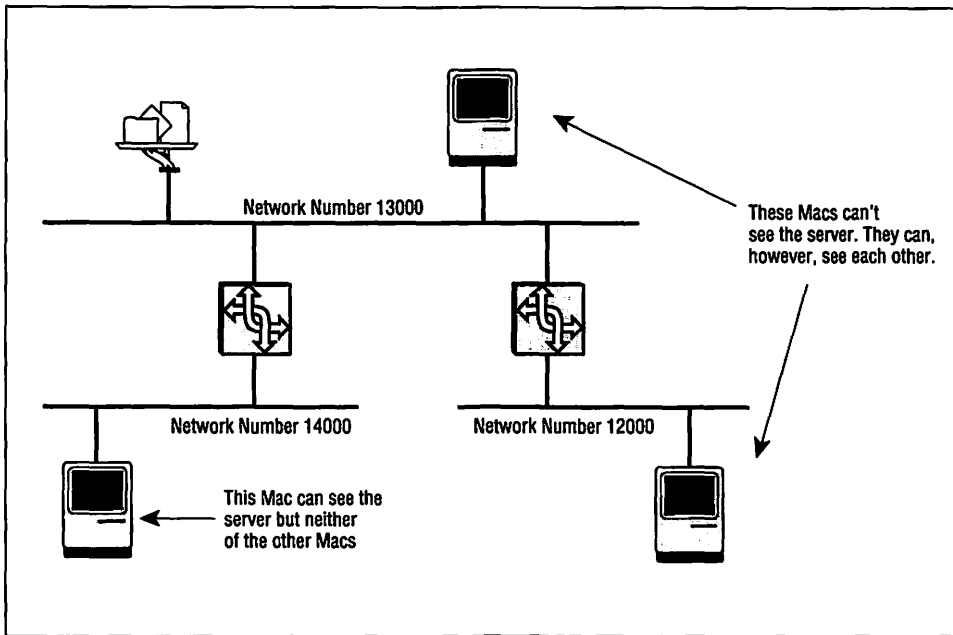 Network Number 13000
These Macs can't
see the server. They can,
however, see each other.
Network Number 14000
Network Number 12000
This Mac can see the
server but neither
of the other Macs